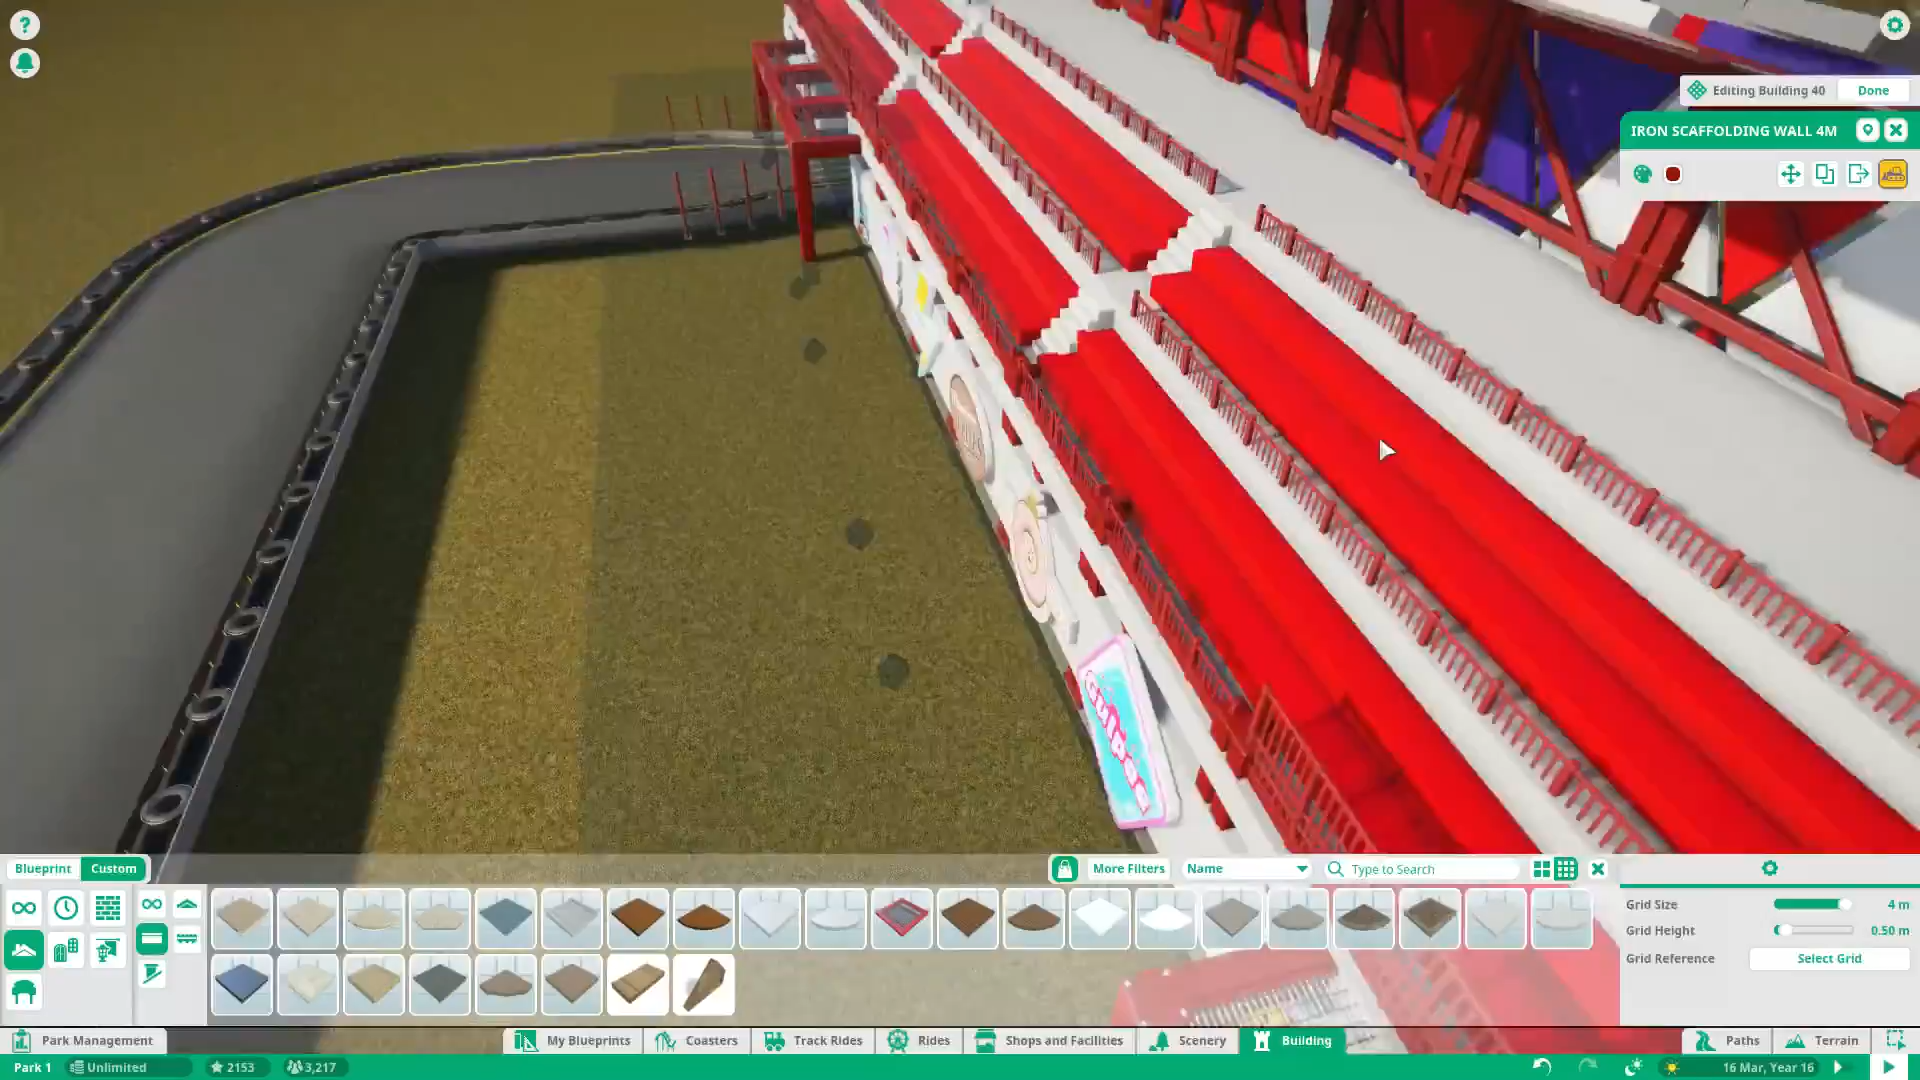 ?
Editing Building 40
Done
IRON SCAFFOLDING WALL 4M
Gulpee
Blueprint
Custom
More Filters
Name
Type to Search
Grid Size
4 m
Grid Height
0.50 m
Grid Reference
Select Grid
Park Management
My Blueprints
Coasters
Track Rides
Rides
Shops and Facilities
Scenery
Building
Paths
Terrain
Park 1
Unlimited
2153
3,217
16 Mar, Year 16